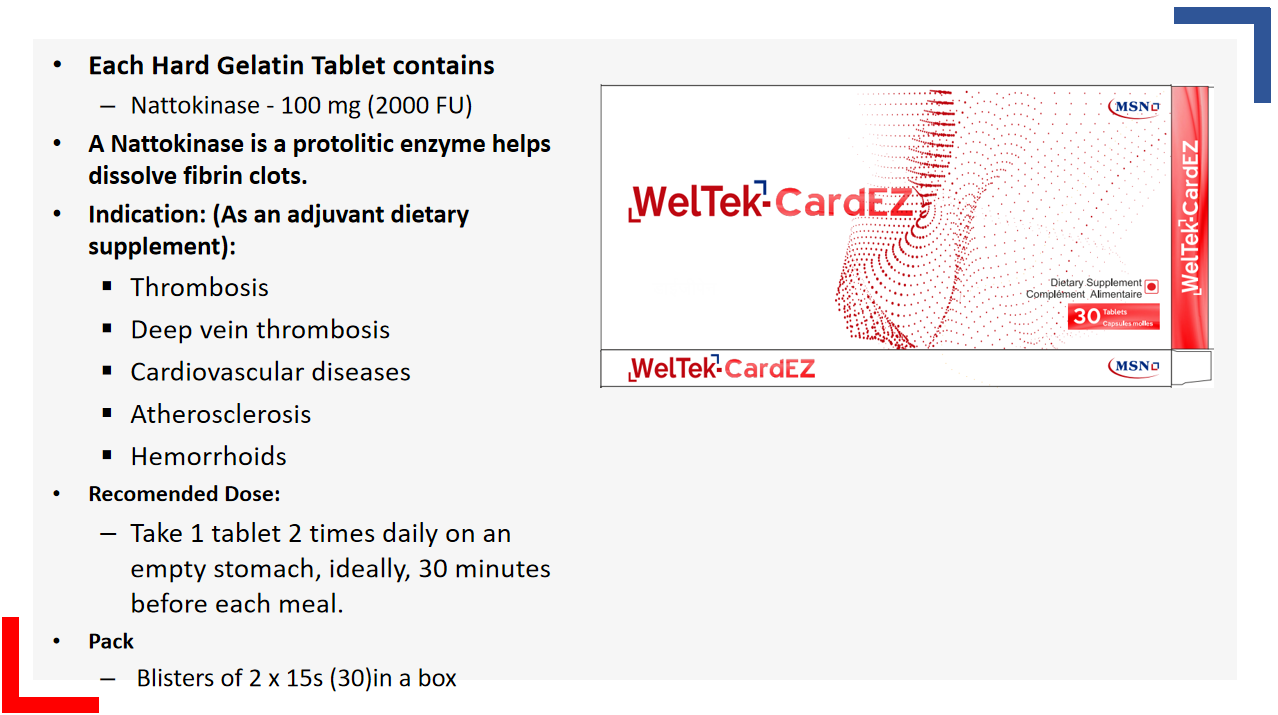 • Each Hard Gelatin Tablet contains
– Nattokinase - 100 mg (2000 FU)
• A Nattokinase is a protolitic enzyme helps
dissolve fibrin clots.
• Indication: (As an adjuvant dietary
supplement):
▪ Thrombosis
▪ Deep vein thrombosis
▪ Cardiovascular diseases
▪ Atherosclerosis
▪ Hemorrhoids
• Recomended Dose:
– Take 1 tablet 2 times daily on an
empty stomach, ideally, 30 minutes
before each meal.
• Pack
– Blisters of 2 x 15s (30)in a box
MSN
WelTek-CardEZ
Dietary Supplement
Complément Alimentaire
30 Tablets
Capsules molles
WelTek-CardEZ
WelTek-CardEZ
MSN